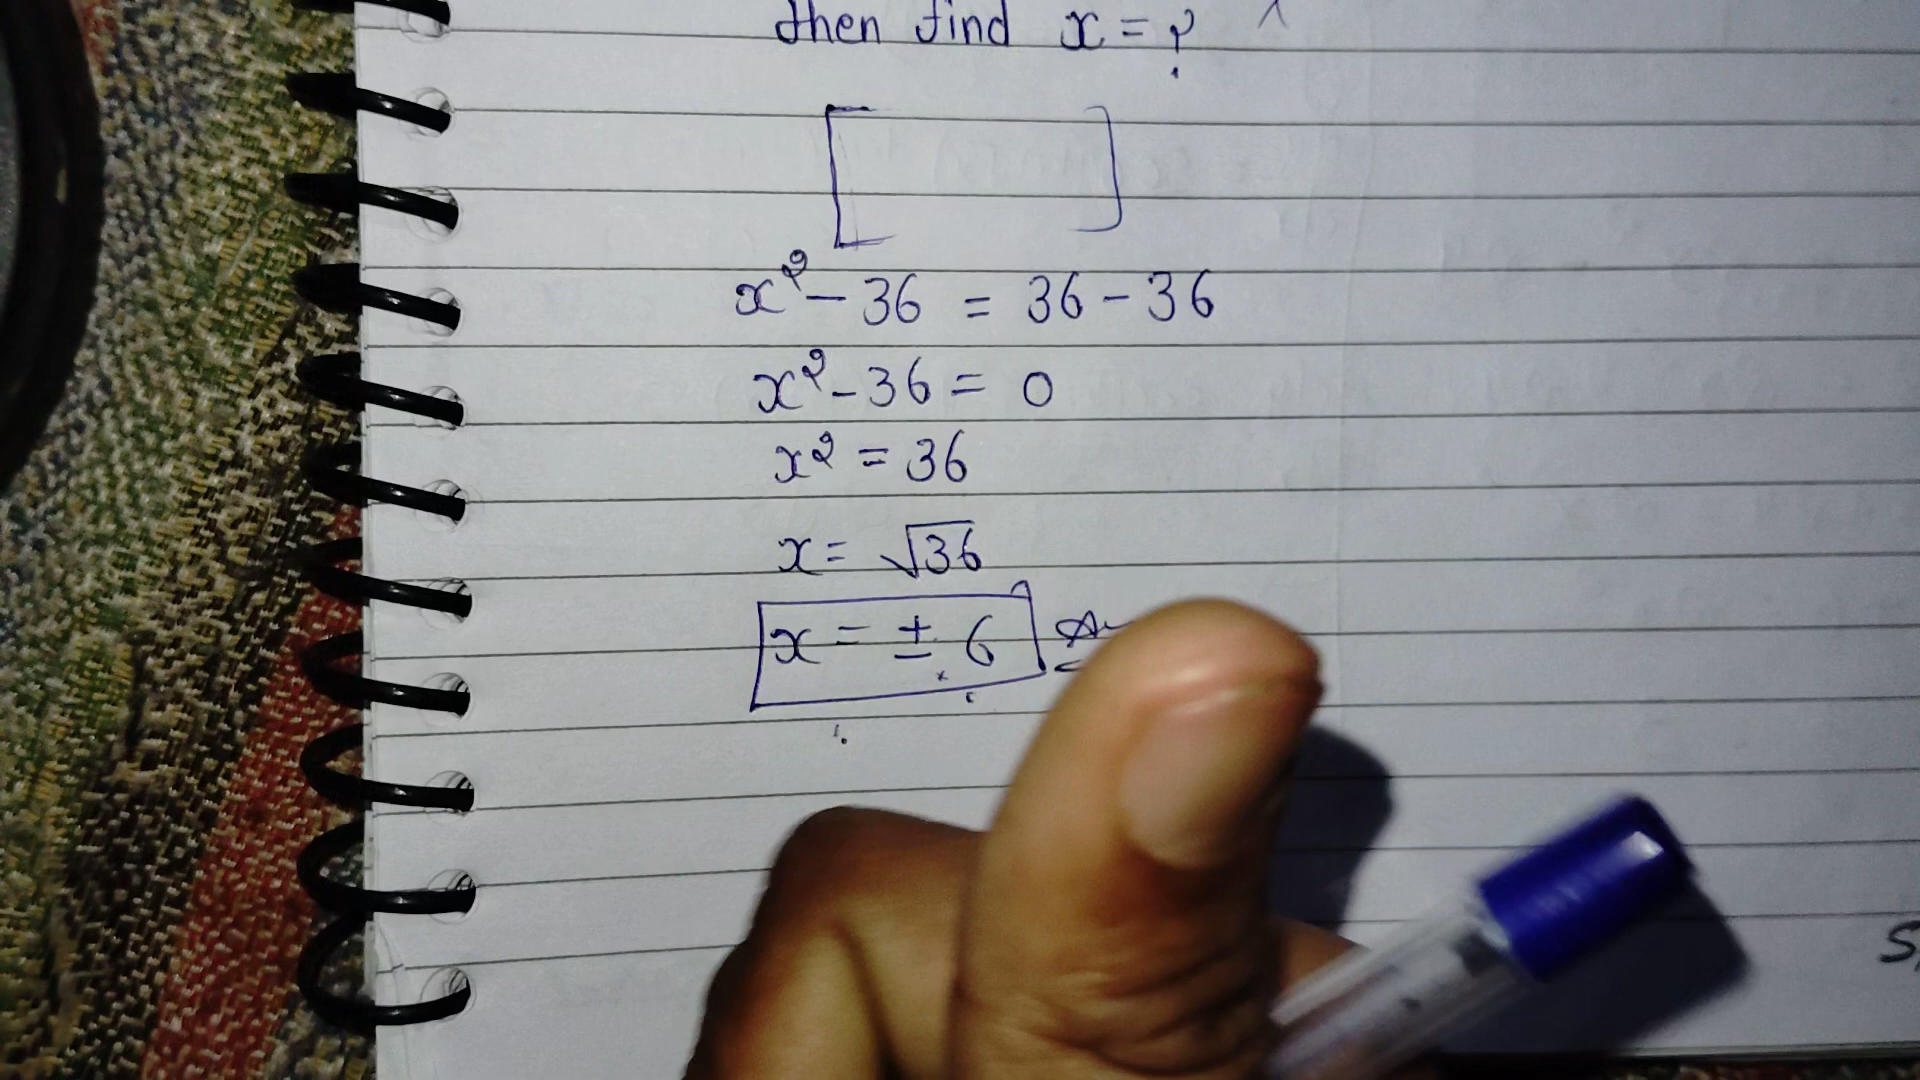 then find x = ?
x² - 36 = 36 - 36
x² - 36 = 0
x² = 36
x = √36
x = ± 6